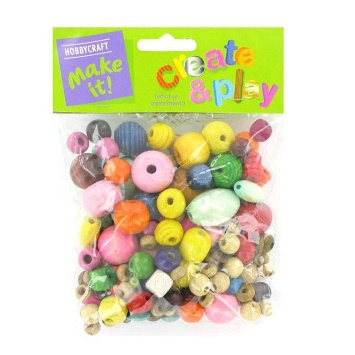 HOBBYCRAFT
Make
it!
create
& play